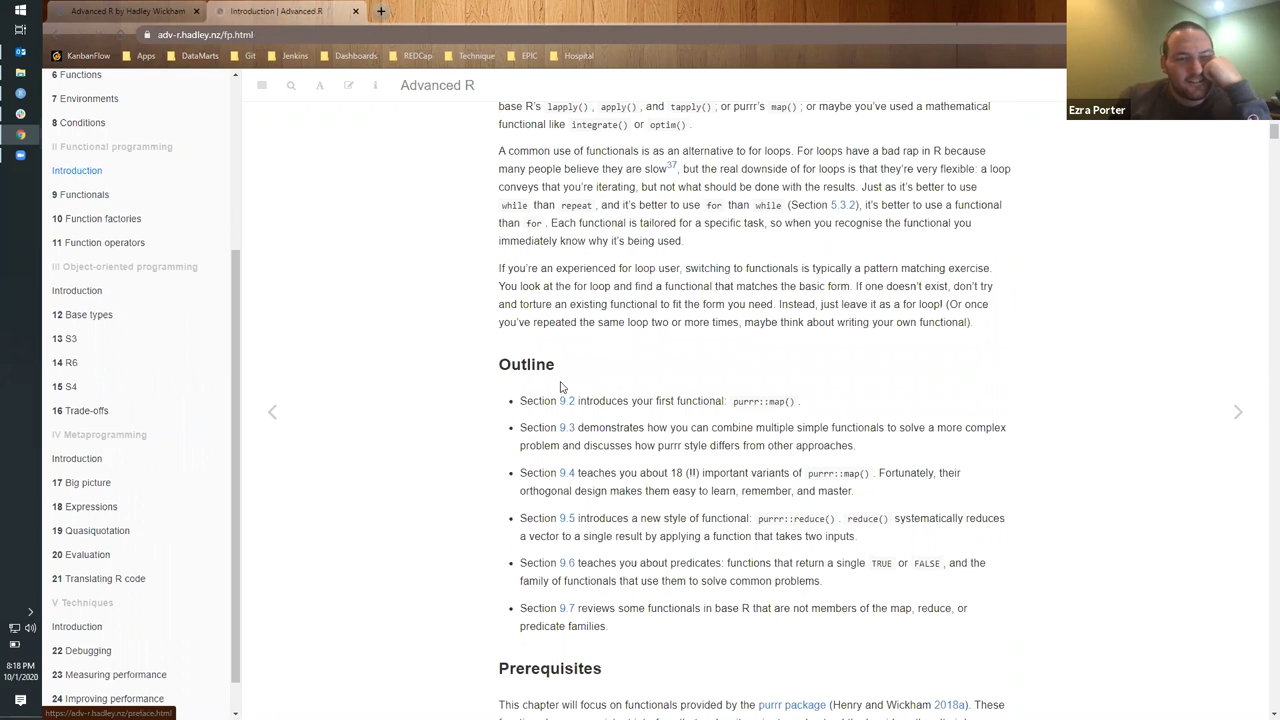 Advanced R by Hadley Wickham
Introduction | Advanced R
adv-r.hadley.nz/fp.html
KanbanFlow Apps DataMarts Git Jenkins Dashboards REDCap Technique EPIC Hospital
Ezra Porter
6 Functions
7 Environments
8 Conditions
II Functional programming
Introduction
9 Functionals
10 Function factories
11 Function operators
III Object-oriented programming
Introduction
12 Base types
13 S3
14 R6
15 S4
16 Trade-offs
IV Metaprogramming
Introduction
17 Big picture
18 Expressions
19 Quasiquotation
20 Evaluation
21 Translating R code
V Techniques
Introduction
22 Debugging
23 Measuring performance
24 Improving performance
https://adv-r.hadley.nz/preface.html
8:18 PM
10/1/2020
A i Advanced R
base R's lapply(), apply(), and tapply(); or purrr's map(); or maybe you've used a mathematical
functional like integrate() or optim().
A common use of functionals is as an alternative to for loops. For loops have a bad rap in R because
many people believe they are slow37, but the real downside of for loops is that they're very flexible: a loop
conveys that you're iterating, but not what should be done with the results. Just as it's better to use
while than repeat, and it's better to use for than while (Section 5.3.2), it's better to use a functional
than for. Each functional is tailored for a specific task, so when you recognise the functional you
immediately know why it's being used.
If you're an experienced for loop user, switching to functionals is typically a pattern matching exercise.
You look at the for loop and find a functional that matches the basic form. If one doesn't exist, don't try
and torture an existing functional to fit the form you need. Instead, just leave it as a for loop! (Or once
you've repeated the same loop two or more times, maybe think about writing your own functional).
Outline
• Section 9.2 introduces your first functional: purrr::map().
• Section 9.3 demonstrates how you can combine multiple simple functionals to solve a more complex
problem and discusses how purrr style differs from other approaches.
• Section 9.4 teaches you about 18 (!!) important variants of purrr::map(). Fortunately, their
orthogonal design makes them easy to learn, remember, and master.
• Section 9.5 introduces a new style of functional: purrr::reduce(). reduce() systematically reduces
a vector to a single result by applying a function that takes two inputs.
• Section 9.6 teaches you about predicates: functions that return a single TRUE or FALSE, and the
family of functionals that use them to solve common problems.
• Section 9.7 reviews some functionals in base R that are not members of the map, reduce, or
predicate families.
Prerequisites
This chapter will focus on functionals provided by the purrr package (Henry and Wickham 2018a). These